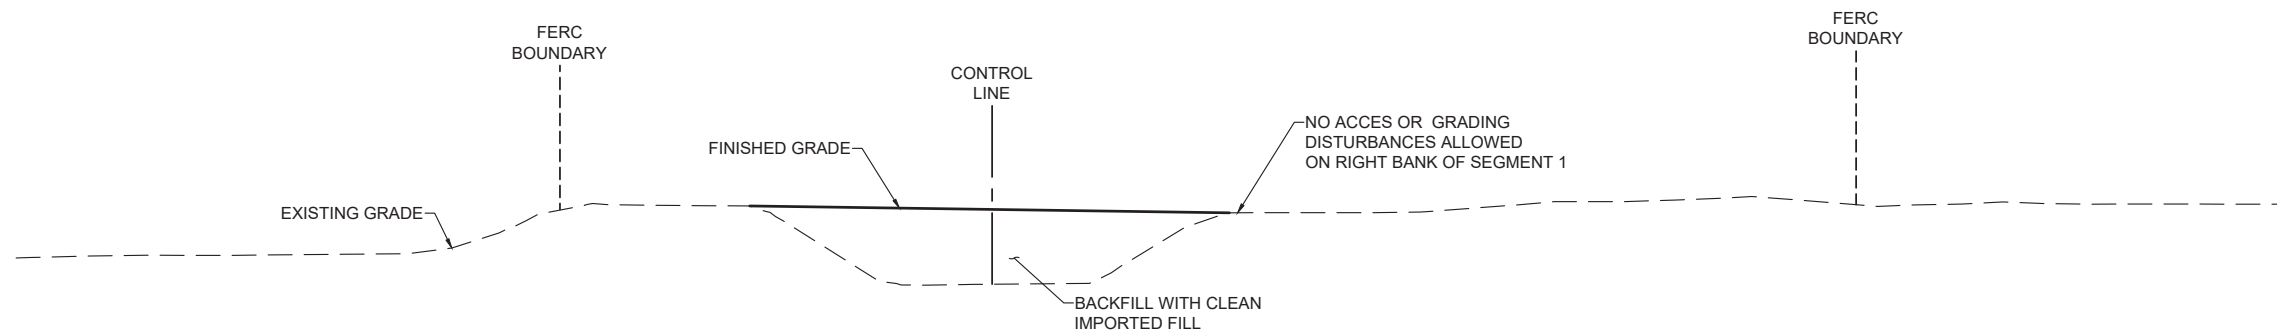 FERC
BOUNDARY
FERC
BOUNDARY
CONTROL
LINE
NO ACCES OR GRADING
DISTURBANCES ALLOWED
ON RIGHT BANK OF SEGMENT 1
FINISHED GRADE
EXISTING GRADE
BACKFILL WITH CLEAN
IMPORTED FILL